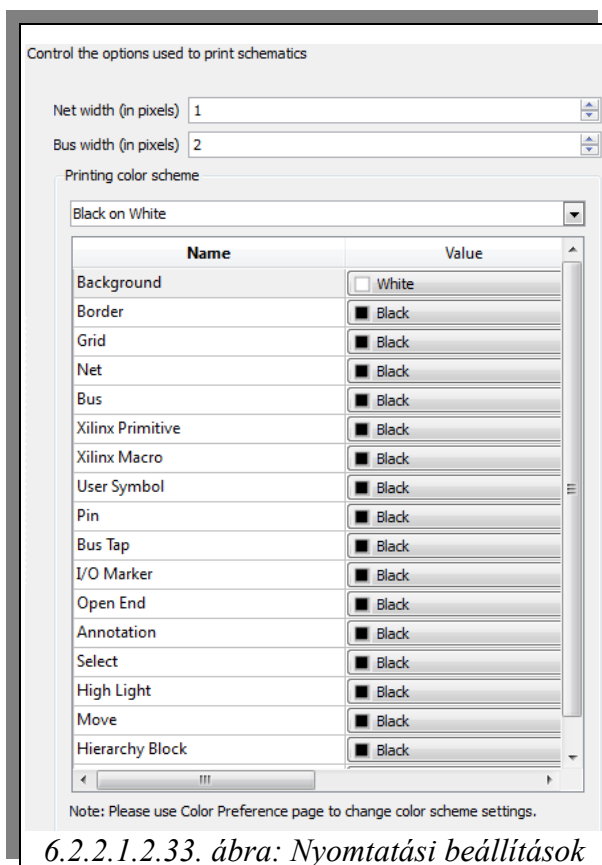 Control the options used to print schematics
Net width (in pixels) 1
Bus width (in pixels) 2
Printing color scheme
Black on White
Name Value
Background White
Border Black
Grid Black
Net Black
Bus Black
Xilinx Primitive Black
Xilinx Macro Black
User Symbol Black
Pin Black
Bus Tap Black
I/O Marker Black
Open End Black
Annotation Black
Select Black
High Light Black
Move Black
Hierarchy Block Black
Note: Please use Color Preference page to change color scheme settings.
6.2.2.1.2.33. ábra: Nyomtatási beállítások